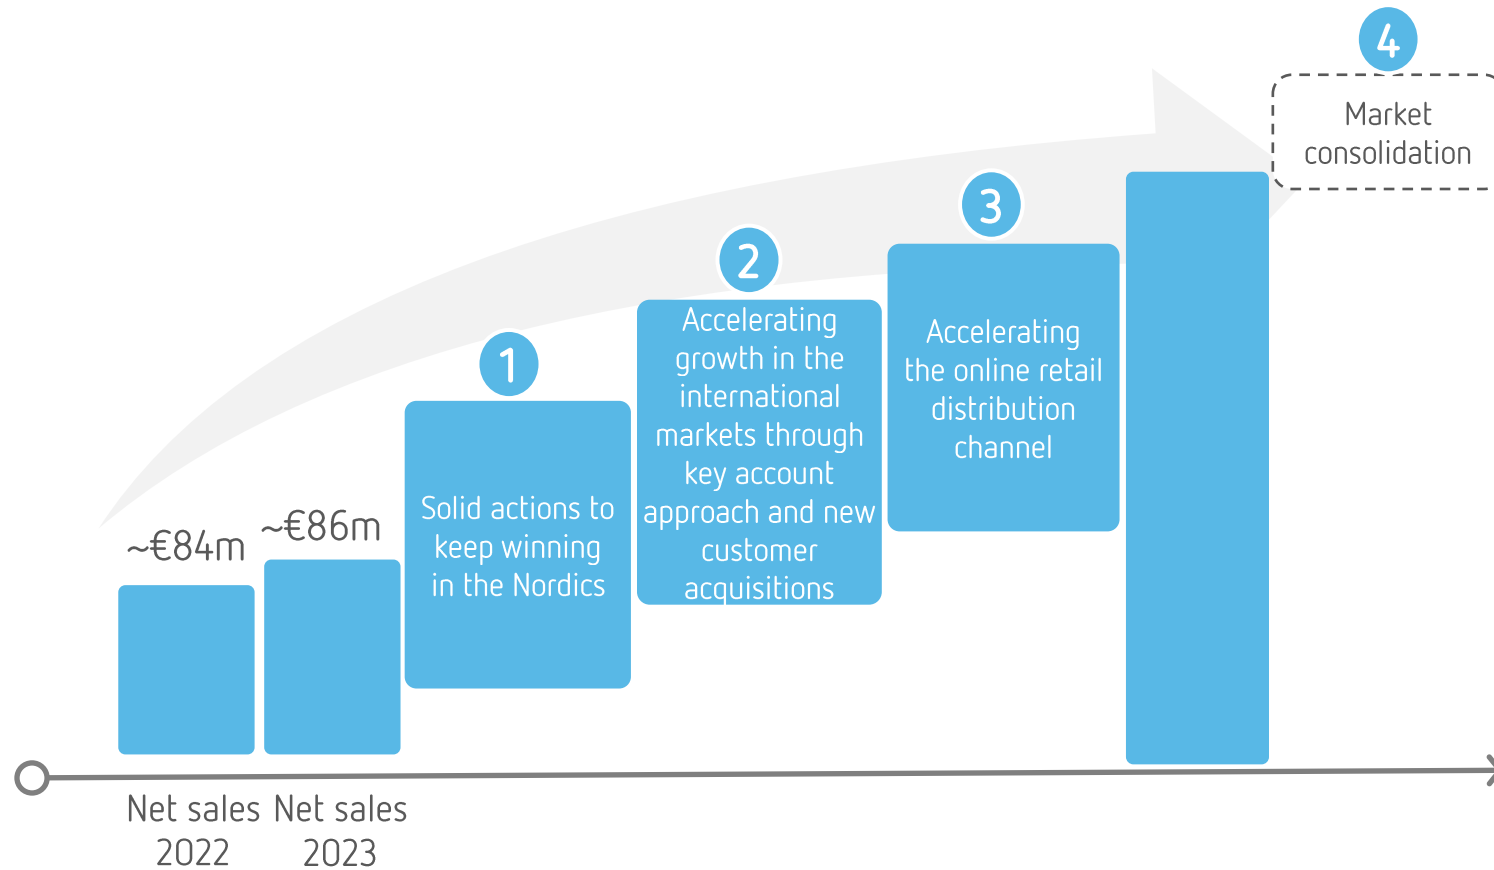 4
Market
consolidation
3
2
Accelerating
growth in the
international
markets through
key account
approach and new
customer
acquisitions
Accelerating
the online retail
distribution
channel
1
Solid actions to
keep winning
in the Nordics
~€84m
~€86m
Net sales
2022
Net sales
2023